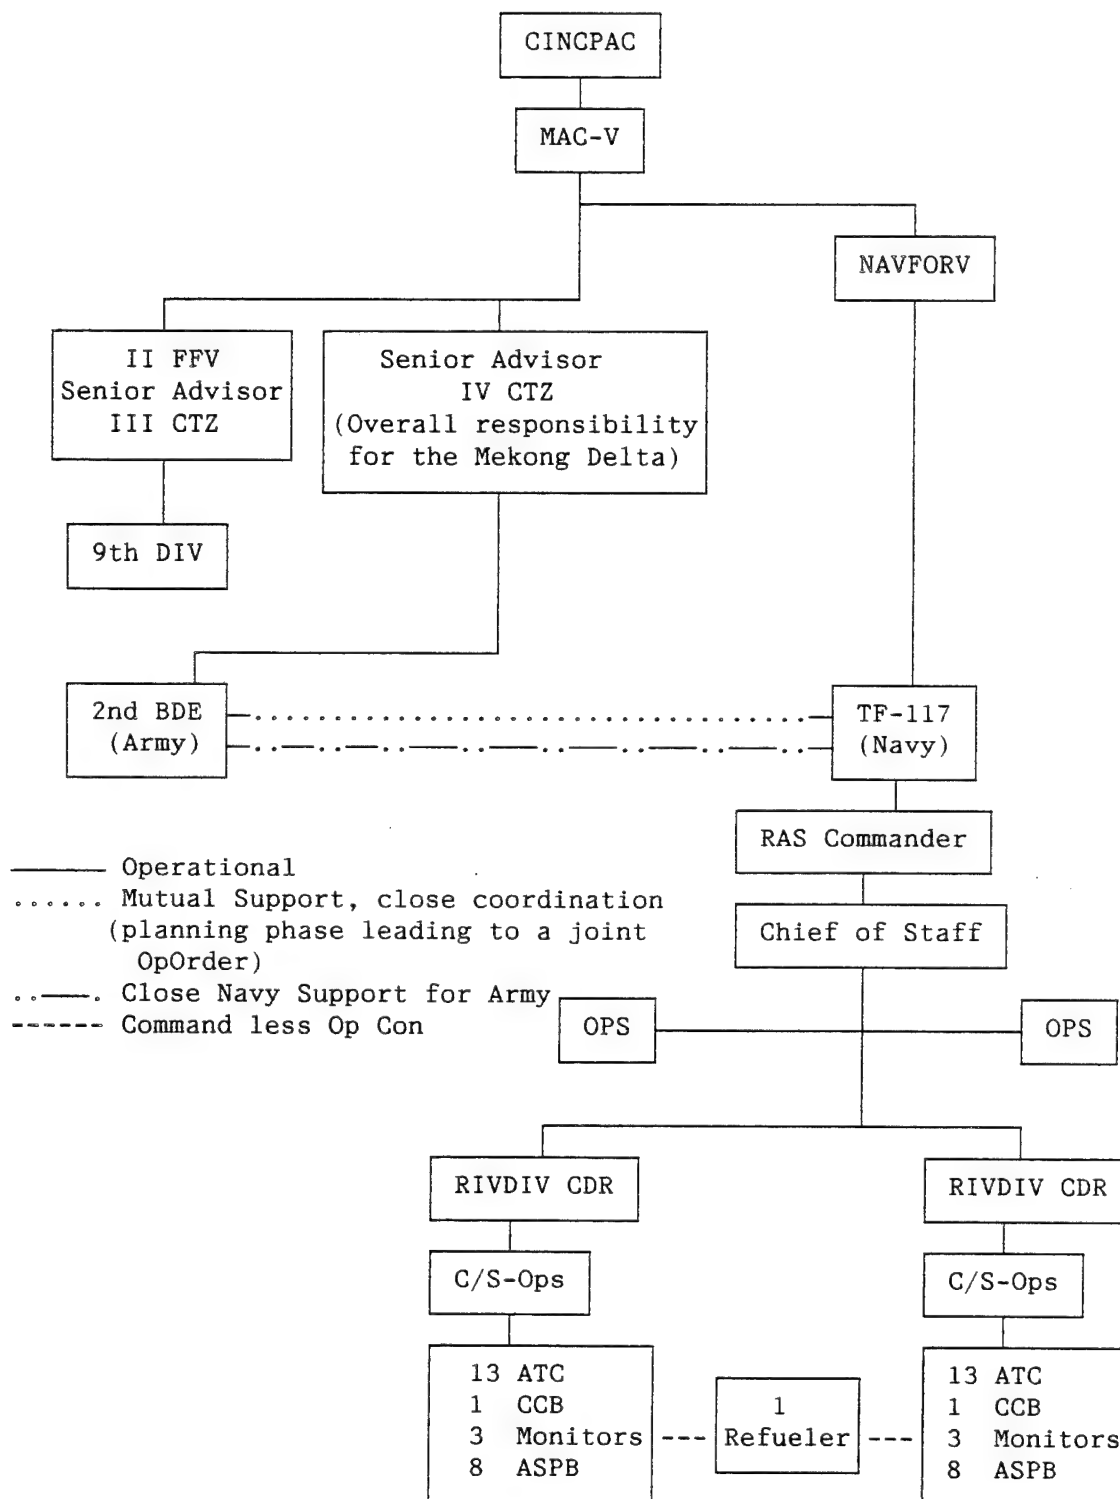 CINCPAC
MAC-V
NAVFORV
II FFV
Senior Advisor
III CTZ
Senior Advisor
IV CTZ
(Overall responsibility
for the Mekong Delta)
9th DIV
2nd BDE
(Army)
TF-117
(Navy)
RAS Commander
Chief of Staff
Operational
Mutual Support, close coordination
(planning phase leading to a joint
OpOrder)
Close Navy Support for Army
Command less Op Con
OPS
OPS
RIVDIV CDR
RIVDIV CDR
C/S-Ops
C/S-Ops
13 ATC
1 CCB
3 Monitors
8 ASPB
1
Refueler
13 ATC
1 CCB
3 Monitors
8 ASPB